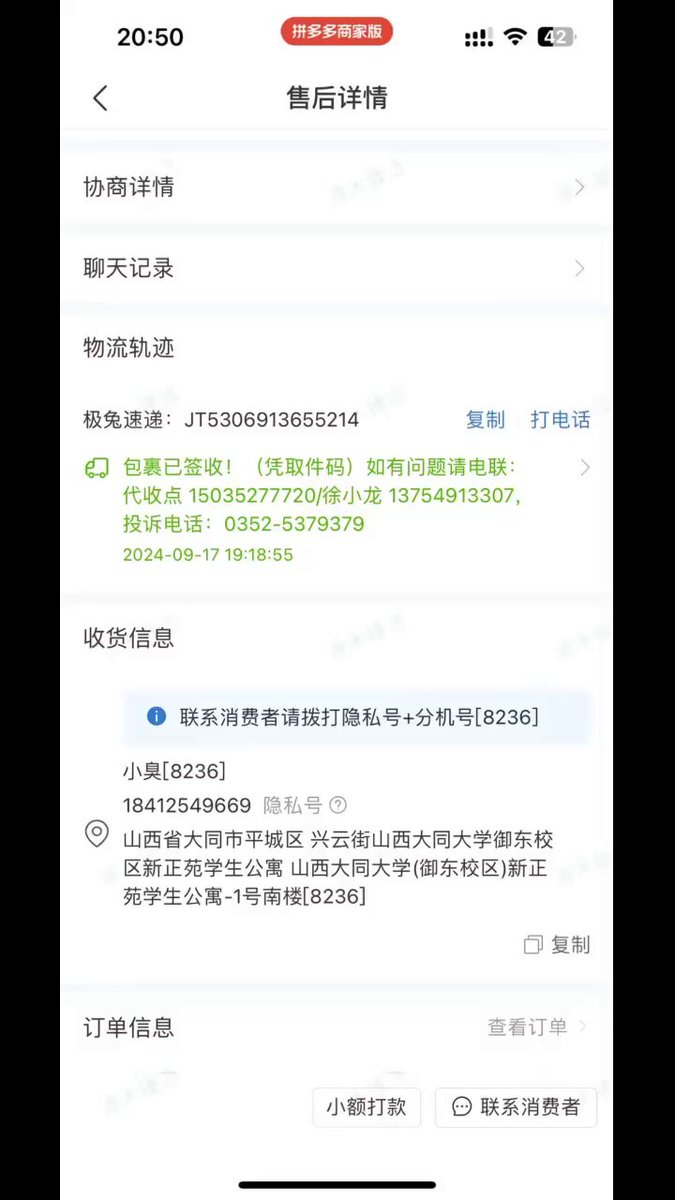 20:50
拼多多商家版
42
售后详情
协商详情
聊天记录
物流轨迹
极兔速递：JT5306913655214 复制 打电话
包裹已签收！（凭取件码）如有问题请电联：
代收点 15035277720/徐小龙 13754913307，
投诉电话：0352-5379379
2024-09-17 19:18:55
收货信息
联系消费者请拨打隐私号+分机号[8236]
小臭[8236]
18412549669 隐私号
山西省大同市平城区 兴云街山西大同大学御东校
区新正苑学生公寓 山西大同大学(御东校区)新正
苑学生公寓-1号南楼[8236]
复制
订单信息 查看订单
小额打款 联系消费者